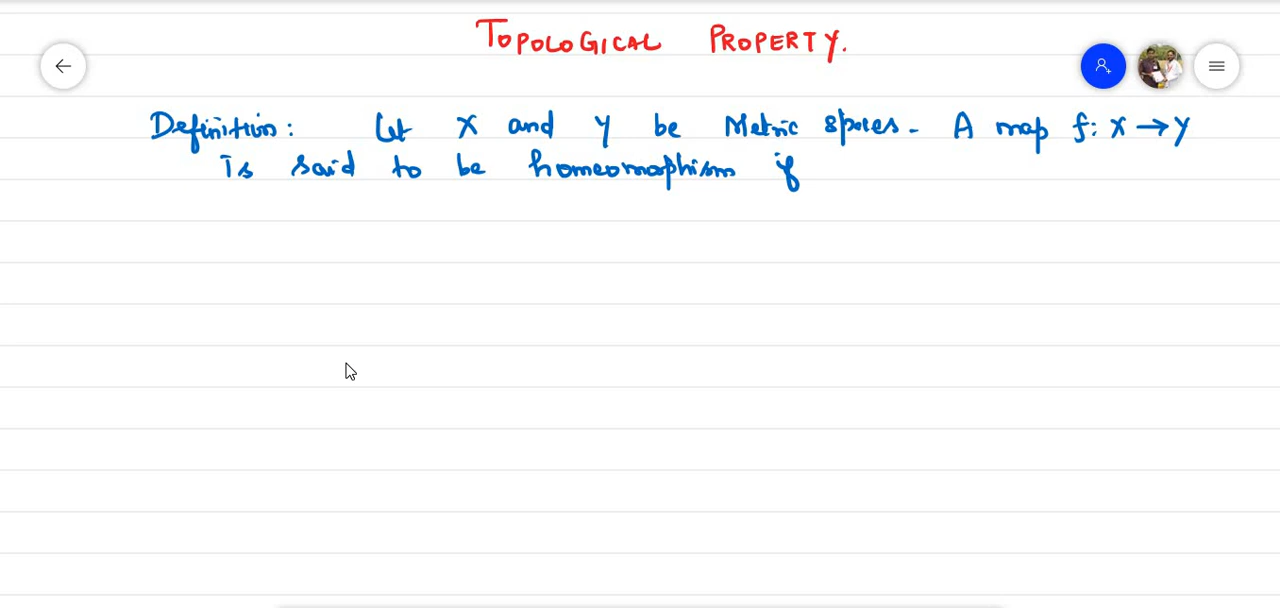 TOPOLOGICAL PROPERTY.
Definition: Let X and Y be Metric spaces. A map f: X → Y
is said to be homeomorphism if